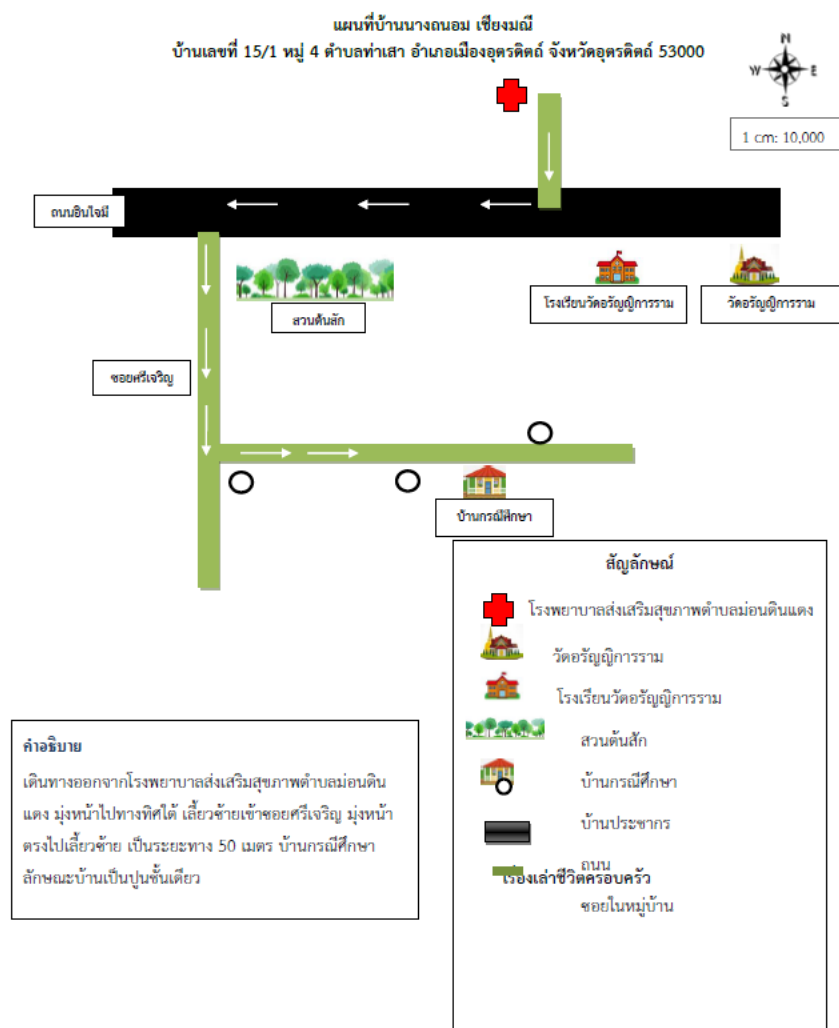 แผนที่บ้านนางถนอม เชียงมณี
บ้านเลขที่ 15/1 หมู่ 4 ตำบลท่าเสา อำเภอเมืองอุตรดิตถ์ จังหวัดอุตรดิตถ์ 53000
N
W E
S
1 cm: 10,000
ถนนอินใจมี
สวนต้นสัก
โรงเรียนวัดอรัญญิการราม
วัดอรัญญิการราม
ซอยศรีเจริญ
บ้านกรณีศึกษา
สัญลักษณ์
โรงพยาบาลส่งเสริมสุขภาพตำบลม่อนดินแดง
วัดอรัญญิการราม
โรงเรียนวัดอรัญญิการราม
สวนต้นสัก
บ้านกรณีศึกษา
บ้านประชากร
ถนน
เรื่องเล่าชีวิตครอบครัว
ซอยในหมู่บ้าน
คำอธิบาย
เดินทางออกจากโรงพยาบาลส่งเสริมสุขภาพตำบลม่อนดิน
แดง มุ่งหน้าไปทางทิศใต้ เลี้ยวซ้ายเข้าซอยศรีเจริญ มุ่งหน้า
ตรงไปเลี้ยวซ้าย เป็นระยะทาง 50 เมตร บ้านกรณีศึกษา
ลักษณะบ้านเป็นปูนชั้นเดียว